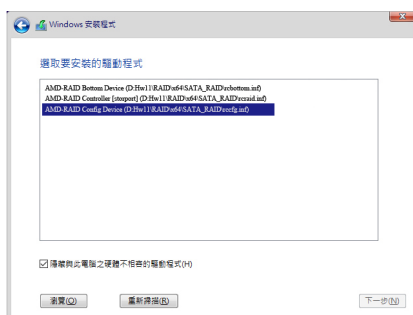 Windows 安裝程式
選取要安裝的驅動程式
AMD-RAID Bottom Device (D:\Hw11\RAID\x64\SATA_RAID\rcbottom.inf)
AMD-RAID Controller [storport] (D:\Hw11\RAID\x64\SATA_RAID\rcraid.inf)
AMD-RAID Config Device (D:\Hw11\RAID\x64\SATA_RAID\rccfg.inf)
隱藏與此電腦之硬體不相容的驅動程式(H)
瀏覽(O) 重新掃描(R) 下一步(N)